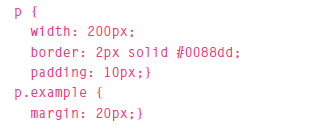 p {
  width: 200px;
  border: 2px solid #0088dd;
  padding: 10px;}
p.example {
  margin: 20px;}